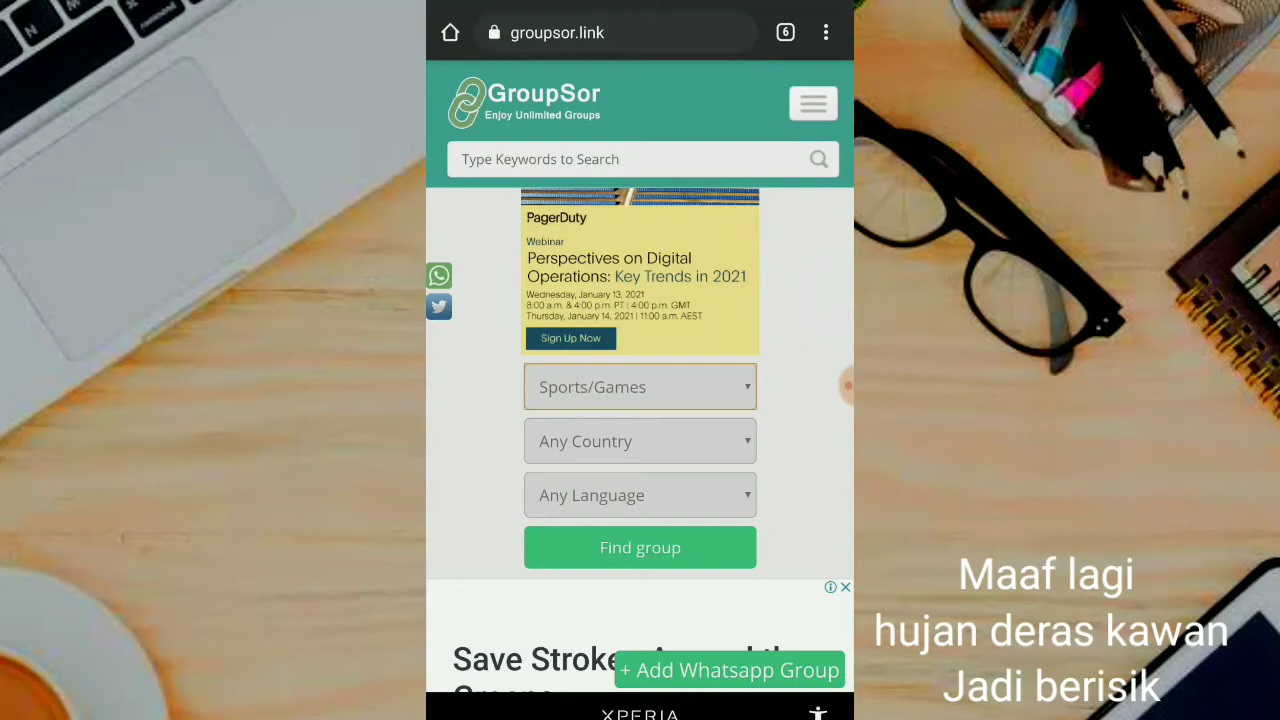 groupsor.link
6
GroupSor
Enjoy Unlimited Groups
Type Keywords to Search
PagerDuty
Webinar
Perspectives on Digital
Operations: Key Trends in 2021
Wednesday, January 13, 2021
8:00 a.m. & 4:00 p.m. PT | 4:00 p.m. GMT
Thursday, January 14, 2021 | 11:00 a.m. AEST
Sign Up Now
Sports/Games
Any Country
Any Language
Find group
Save Stroke
+ Add Whatsapp Group
XPERIA
Maaf lagi
hujan deras kawan
Jadi berisik